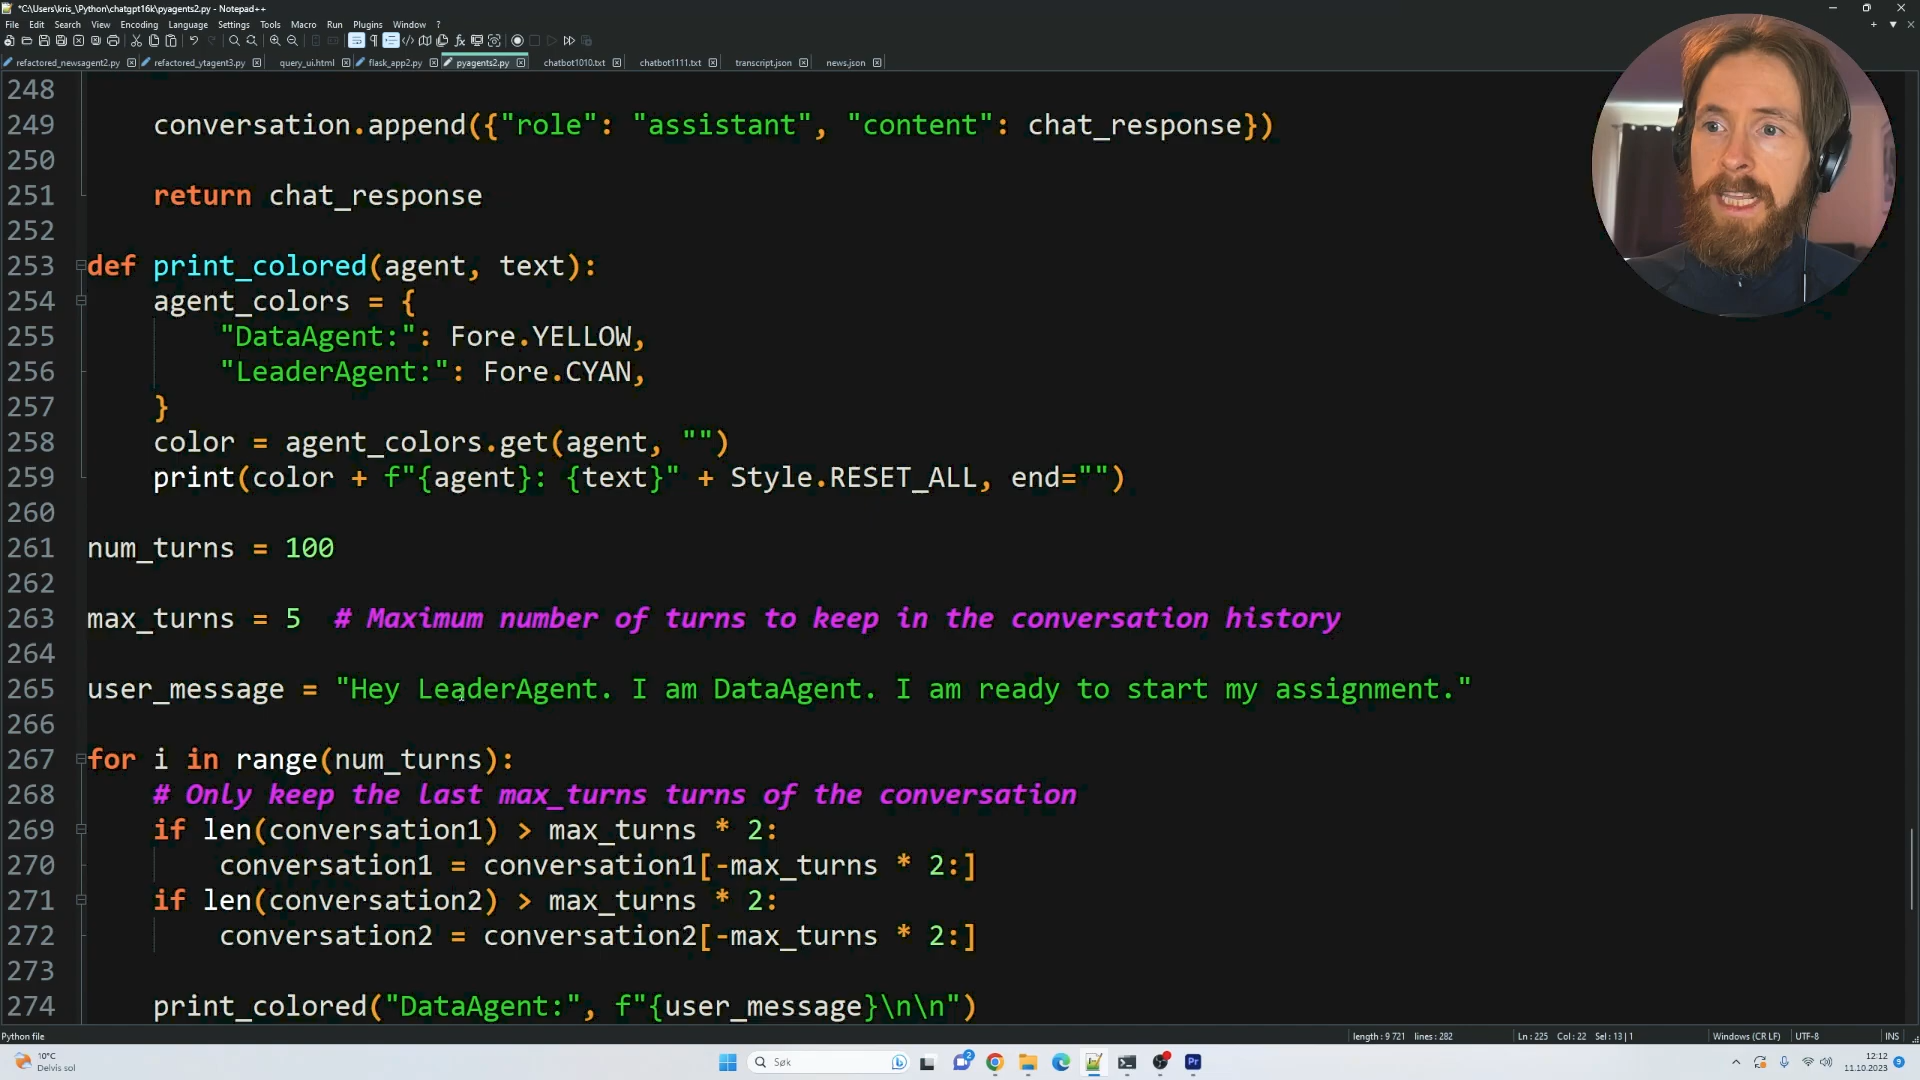 *C:\Users\kris_\Python\chatgpt16k\pyagents2.py - Notepad++
File Edit Search View Encoding Language Settings Tools Macro Run Plugins Window ?
refactored_newsagent2.py refactored_ytagent3.py query_ui.html flask_app2.py pyagents2.py chatbot1010.txt chatbot1111.txt transcript.json news.json
248
249 conversation.append({"role": "assistant", "content": chat_response})
250
251 return chat_response
252
253 def print_colored(agent, text):
254 agent_colors = {
255 "DataAgent:": Fore.YELLOW,
256 "LeaderAgent:": Fore.CYAN,
257 }
258 color = agent_colors.get(agent, "")
259 print(color + f"{agent}: {text}" + Style.RESET_ALL, end="")
260
261 num_turns = 100
262
263 max_turns = 5 # Maximum number of turns to keep in the conversation history
264
265 user_message = "Hey LeaderAgent. I am DataAgent. I am ready to start my assignment."
266
267 for i in range(num_turns):
268 # Only keep the last max_turns turns of the conversation
269 if len(conversation1) > max_turns * 2:
270 conversation1 = conversation1[-max_turns * 2:]
271 if len(conversation2) > max_turns * 2:
272 conversation2 = conversation2[-max_turns * 2:]
273
274 print_colored("DataAgent:", f"{user_message}\n\n")
Python file length : 9 721 lines : 282 Ln : 225 Col : 22 Sel : 13 | 1 Windows (CR LF) UTF-8 INS
10°C
Delvis sol
Søk
2
Pr
12:12
11.10.2023
9